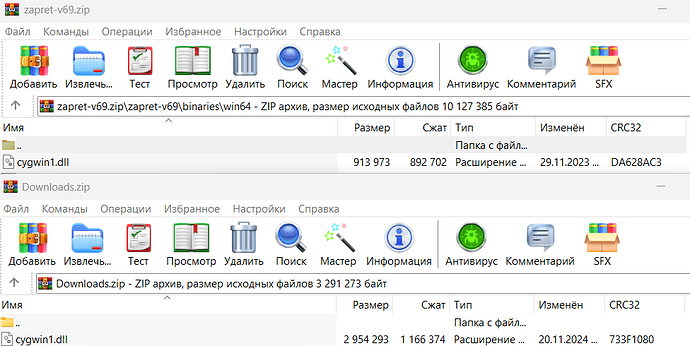 zapret-v69.zip
Файл Команды Операции Избранное Настройки Справка
Добавить Извлечь... Тест Просмотр Удалить Поиск Мастер Информация Антивирус Комментарий SFX
zapret-v69.zip\zapret-v69\binaries\win64 - ZIP архив, размер исходных файлов 10 127 385 байт
Имя Размер Сжат Тип Изменён CRC32
.. Папка с файл...
cygwin1.dll 913 973 892 702 Расширение ... 29.11.2023 ... DA628AC3
Downloads.zip
Файл Команды Операции Избранное Настройки Справка
Добавить Извлечь... Тест Просмотр Удалить Поиск Мастер Информация Антивирус Комментарий SFX
Downloads.zip - ZIP архив, размер исходных файлов 3 291 273 байт
Имя Размер Сжат Тип Изменён CRC32
.. Папка с файл...
cygwin1.dll 2 954 293 1 166 374 Расширение ... 20.11.2024 ... 733F1080